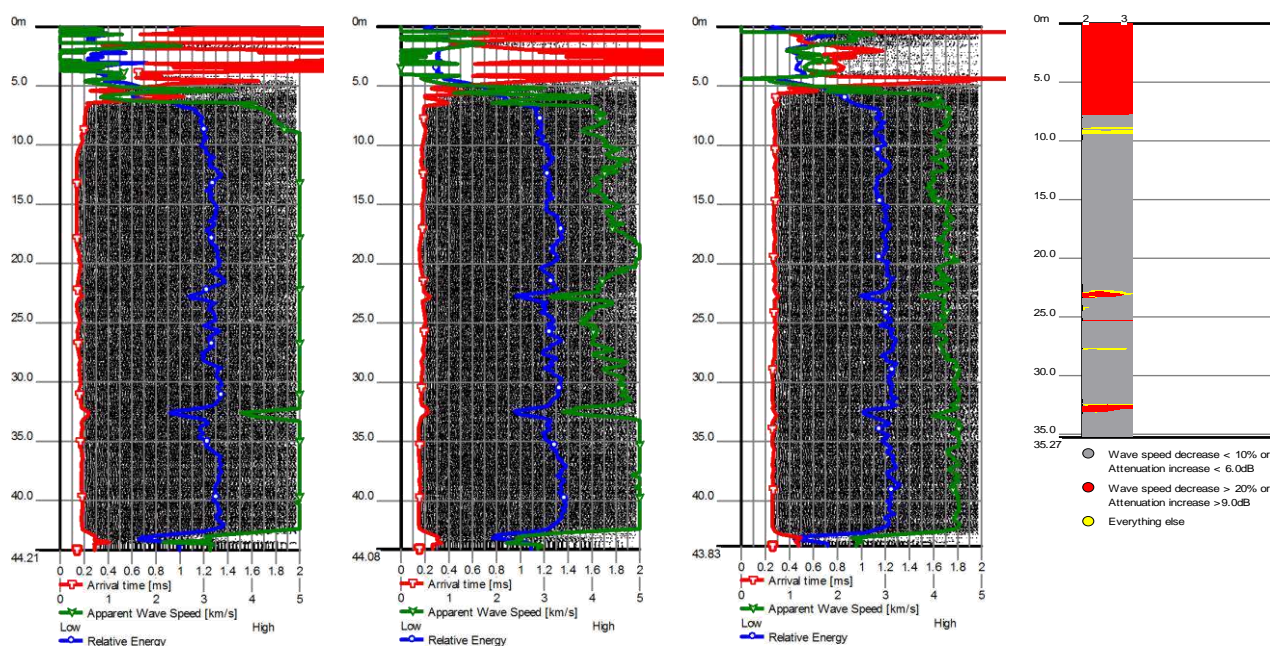 0m
5.0
10.0
15.0
20.0
25.0
30.0
35.0
40.0
44.21
0 0.2 0.4 0.6 0.8 1 1.2 1.4 1.6 1.8 2
Arrival time [ms]
0 1 2 3 4 5
Apparent Wave Speed [km/s]
Low High
Relative Energy
0m
5.0
10.0
15.0
20.0
25.0
30.0
35.0
40.0
44.08
0 0.2 0.4 0.6 0.8 1 1.2 1.4 1.6 1.8 2
Arrival time [ms]
0 1 2 3 4 5
Apparent Wave Speed [km/s]
Low High
Relative Energy
0m
5.0
10.0
15.0
20.0
25.0
30.0
35.0
40.0
43.83
0 0.2 0.4 0.6 0.8 1 1.2 1.4 1.6 1.8 2
Arrival time [ms]
0 1 2 3 4 5
Apparent Wave Speed [km/s]
Low High
Relative Energy
2 3
0m
5.0
10.0
15.0
20.0
25.0
30.0
35.0
35.27
Wave speed decrease < 10% or
Attenuation increase < 6.0dB
Wave speed decrease > 20% or
Attenuation increase >9.0dB
Everything else